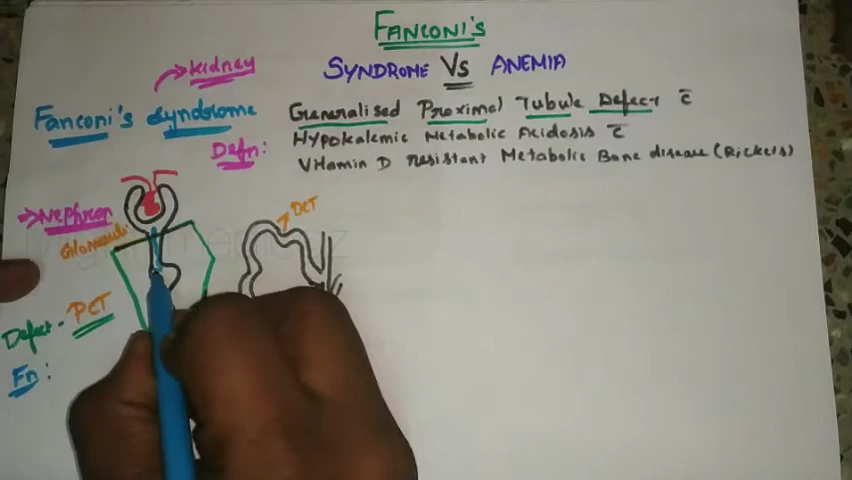 FANCONI'S
SYNDROME Vs ANEMIA
→ Kidney
Fanconi's Syndrome
Generalised Proximal Tubule Defect c̄
Defn: Hypokalemic Metabolic Acidosis c̄
Vitamin D resistant Metabolic Bone disease (Rickets)
→ Nephron
DCT
Defect - PCT
Fn: